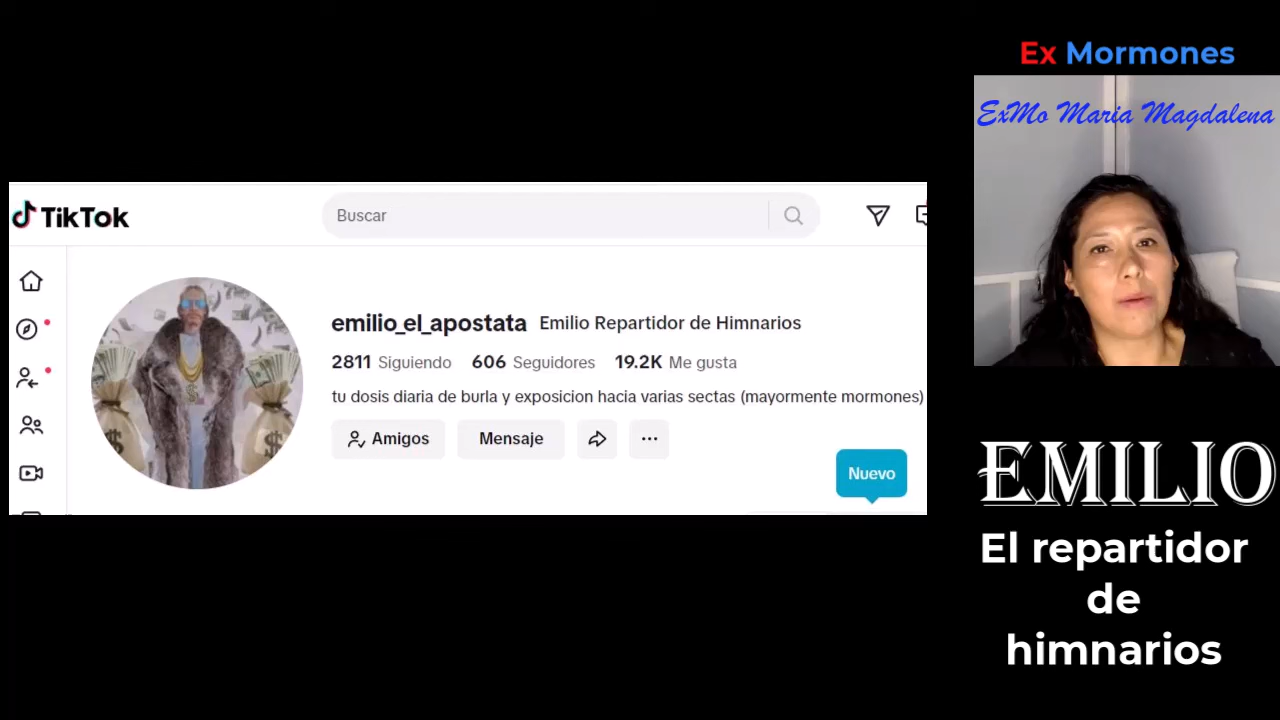 Ex Mormones
ExMo Maria Magdalena
TikTok
Buscar
emilio_el_apostata Emilio Repartidor de Himnarios
2811 Siguiendo 606 Seguidores 19.2K Me gusta
tu dosis diaria de burla y exposicion hacia varias sectas (mayormente mormones)
Amigos Mensaje
Nuevo
EMILIO
El repartidor
de
himnarios